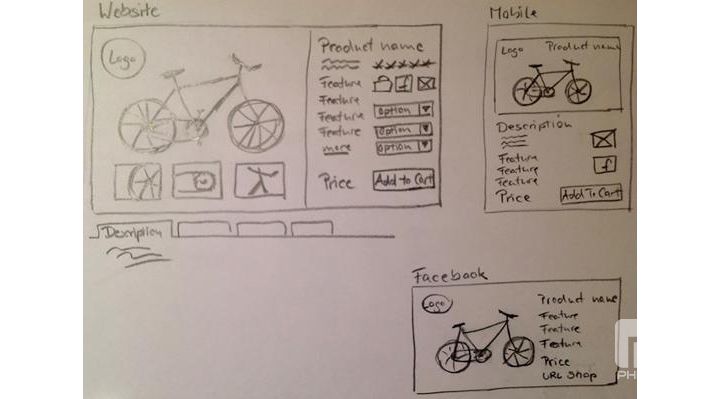 Website
Logo
Product name
Feature
Feature
Feature
Feature
more
option
option
option
Price
Add to Cart
Description
Mobile
Logo
Product name
Description
Feature
Feature
Feature
f
f
Price
Add To Cart
Facebook
Logo
Product name
Feature
Feature
Feature
Price
URL Shop
PH